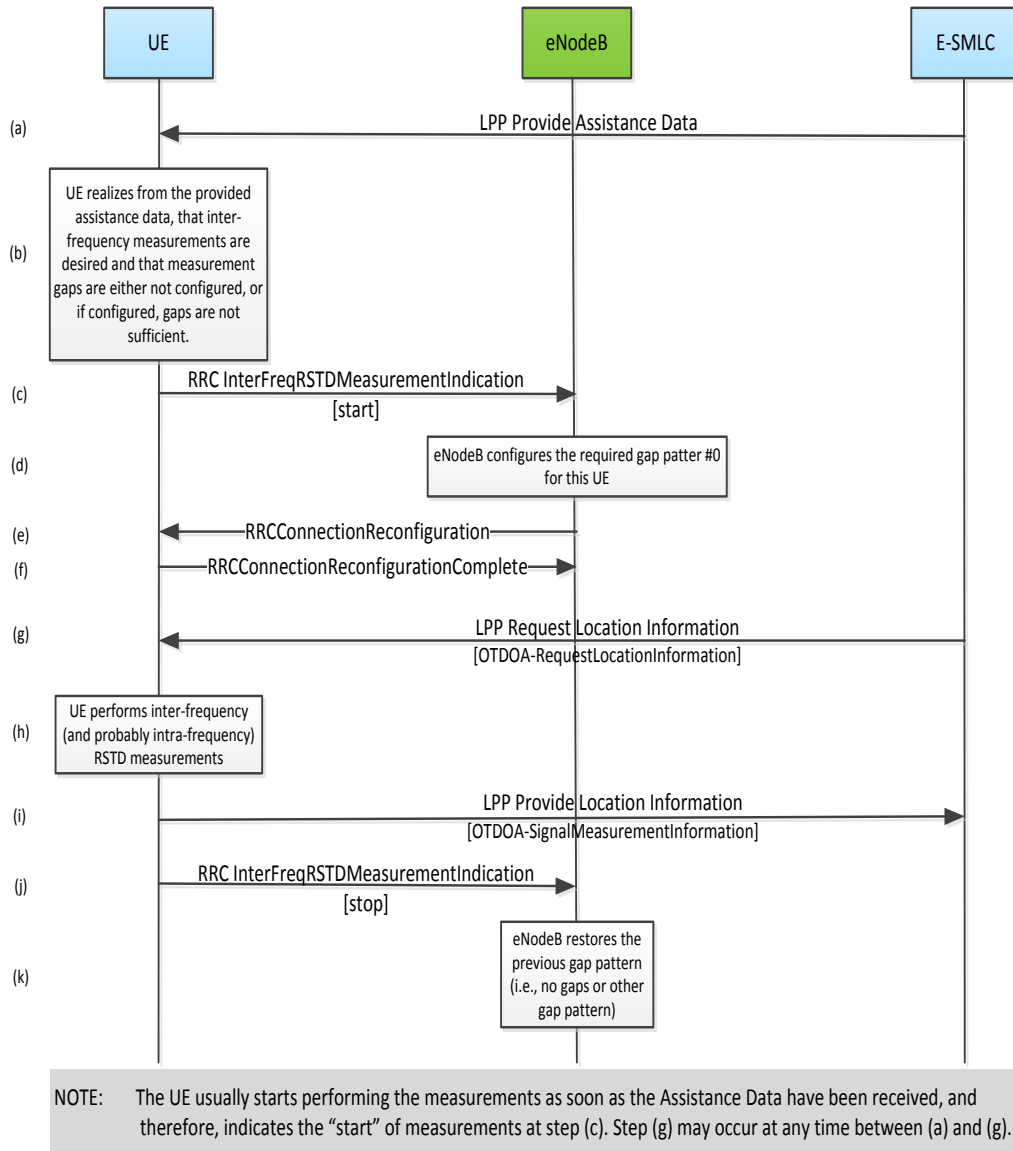 UE
eNodeB
E-SMLC
(a)
LPP Provide Assistance Data
(b)
UE realizes from the provided
assistance data, that inter-
frequency measurements are
desired and that measurement
gaps are either not configured, or
if configured, gaps are not
sufficient.
(c)
RRC InterFreqRSTDMeasurementIndication
[start]
(d)
eNodeB configures the required gap patter #0
for this UE
(e)
RRCConnectionReconfiguration
(f)
RRCConnectionReconfigurationComplete
(g)
LPP Request Location Information
[OTDOA-RequestLocationInformation]
(h)
UE performs inter-frequency
(and probably intra-frequency)
RSTD measurements
(i)
LPP Provide Location Information
[OTDOA-SignalMeasurementInformation]
(j)
RRC InterFreqRSTDMeasurementIndication
[stop]
(k)
eNodeB restores the
previous gap pattern
(i.e., no gaps or other
gap pattern)
NOTE: The UE usually starts performing the measurements as soon as the Assistance Data have been received, and
therefore, indicates the “start” of measurements at step (c). Step (g) may occur at any time between (a) and (g).